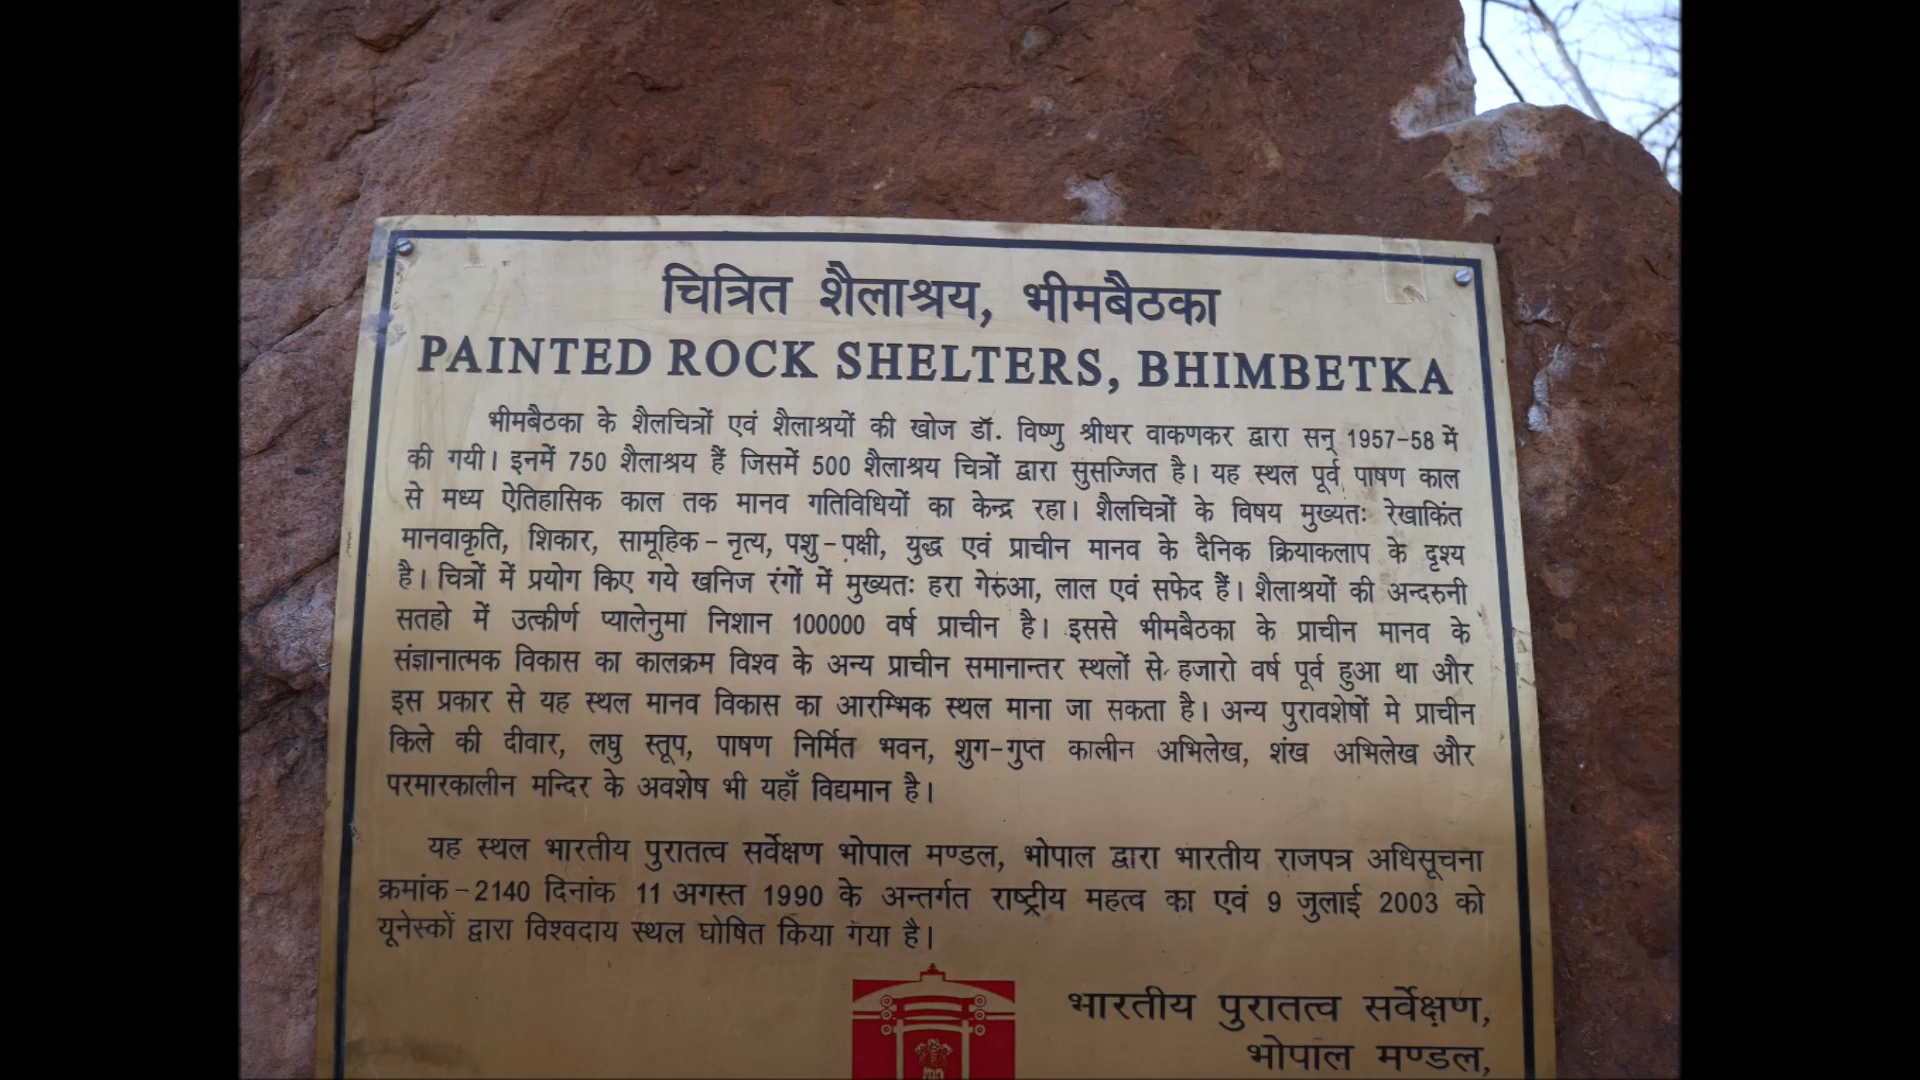 चित्रित शैलाश्रय, भीमबैठका
PAINTED ROCK SHELTERS, BHIMBETKA
भीमबैठका के शैलचित्रों एवं शैलाश्रयों की खोज डॉ. विष्णु श्रीधर वाकणकर द्वारा सन् 1957-58 में
की गयी। इनमें 750 शैलाश्रय हैं जिसमें 500 शैलाश्रय चित्रों द्वारा सुसज्जित है। यह स्थल पूर्व पाषण काल
से मध्य ऐतिहासिक काल तक मानव गतिविधियों का केन्द्र रहा। शैलचित्रों के विषय मुख्यतः रेखाकिंत
मानवाकृति, शिकार, सामूहिक - नृत्य, पशु - पक्षी, युद्ध एवं प्राचीन मानव के दैनिक क्रियाकलाप के दृश्य
है। चित्रों में प्रयोग किए गये खनिज रंगों में मुख्यतः हरा गेरुआ, लाल एवं सफेद हैं। शैलाश्रयों की अन्दरुनी
सतहो में उत्कीर्ण प्यालेनुमा निशान 100000 वर्ष प्राचीन है। इससे भीमबैठका के प्राचीन मानव के
संज्ञानात्मक विकास का कालक्रम विश्व के अन्य प्राचीन समानान्तर स्थलों से हजारो वर्ष पूर्व हुआ था और
इस प्रकार से यह स्थल मानव विकास का आरम्भिक स्थल माना जा सकता है। अन्य पुरावशेषों मे प्राचीन
किले की दीवार, लघु स्तूप, पाषण निर्मित भवन, शुग-गुप्त कालीन अभिलेख, शंख अभिलेख और
परमारकालीन मन्दिर के अवशेष भी यहाँ विद्यमान है।
यह स्थल भारतीय पुरातत्व सर्वेक्षण भोपाल मण्डल, भोपाल द्वारा भारतीय राजपत्र अधिसूचना
क्रमांक - 2140 दिनांक 11 अगस्त 1990 के अन्तर्गत राष्ट्रीय महत्व का एवं 9 जुलाई 2003 को
यूनेस्कों द्वारा विश्वदाय स्थल घोषित किया गया है।
भारतीय पुरातत्व सर्वेक्षण,
भोपाल मण्डल,